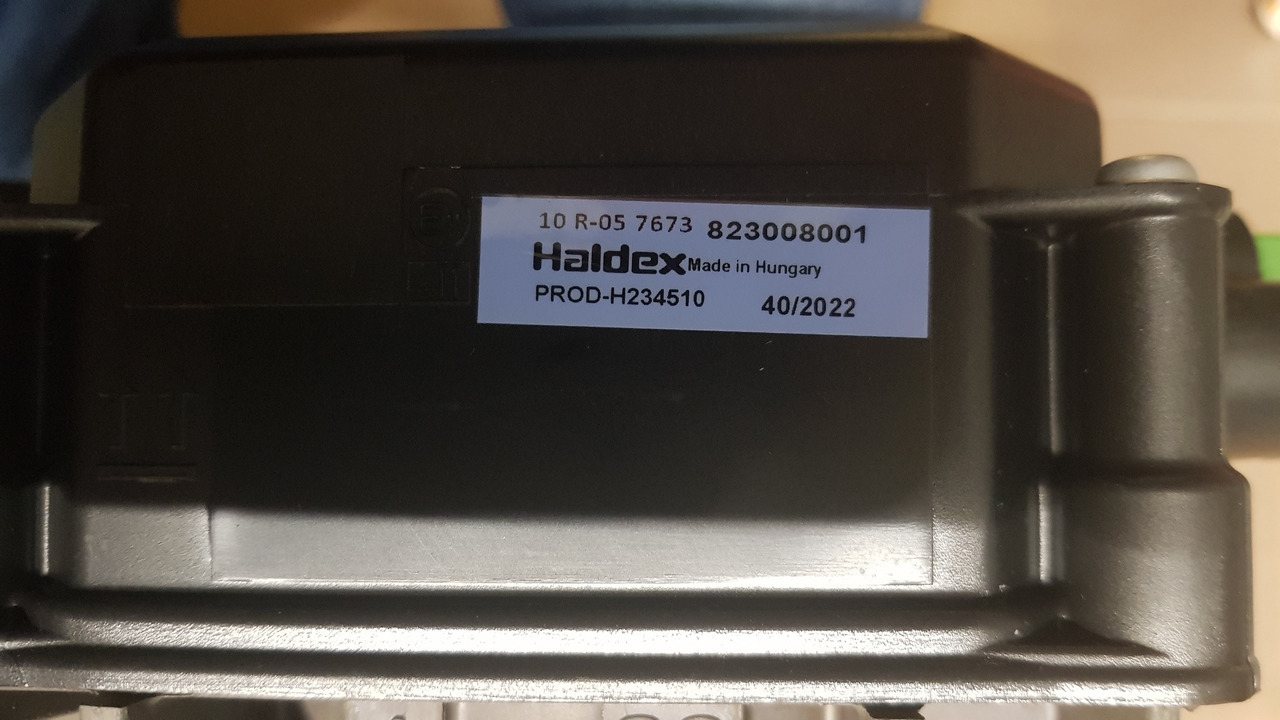 10 R-05 7673 823008001
Haldex Made in Hungary
PROD-H234510 40/2022